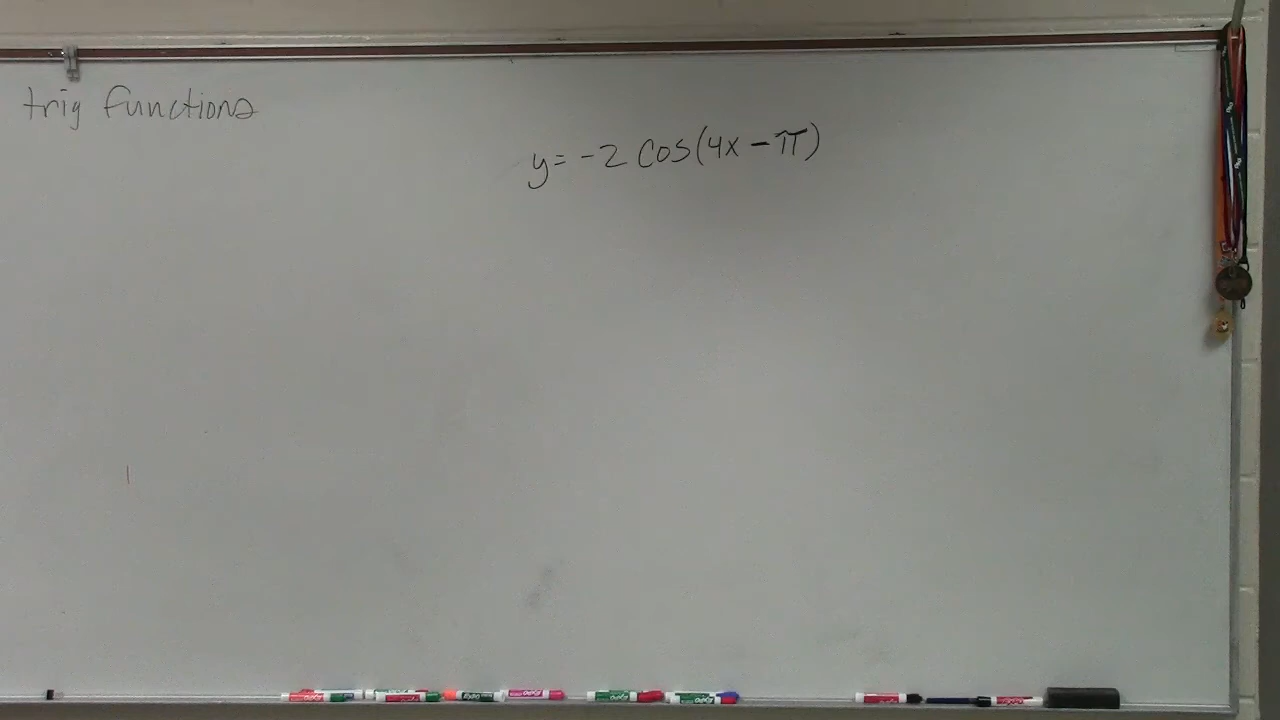 trig functions
y = -2 cos(4x - π)